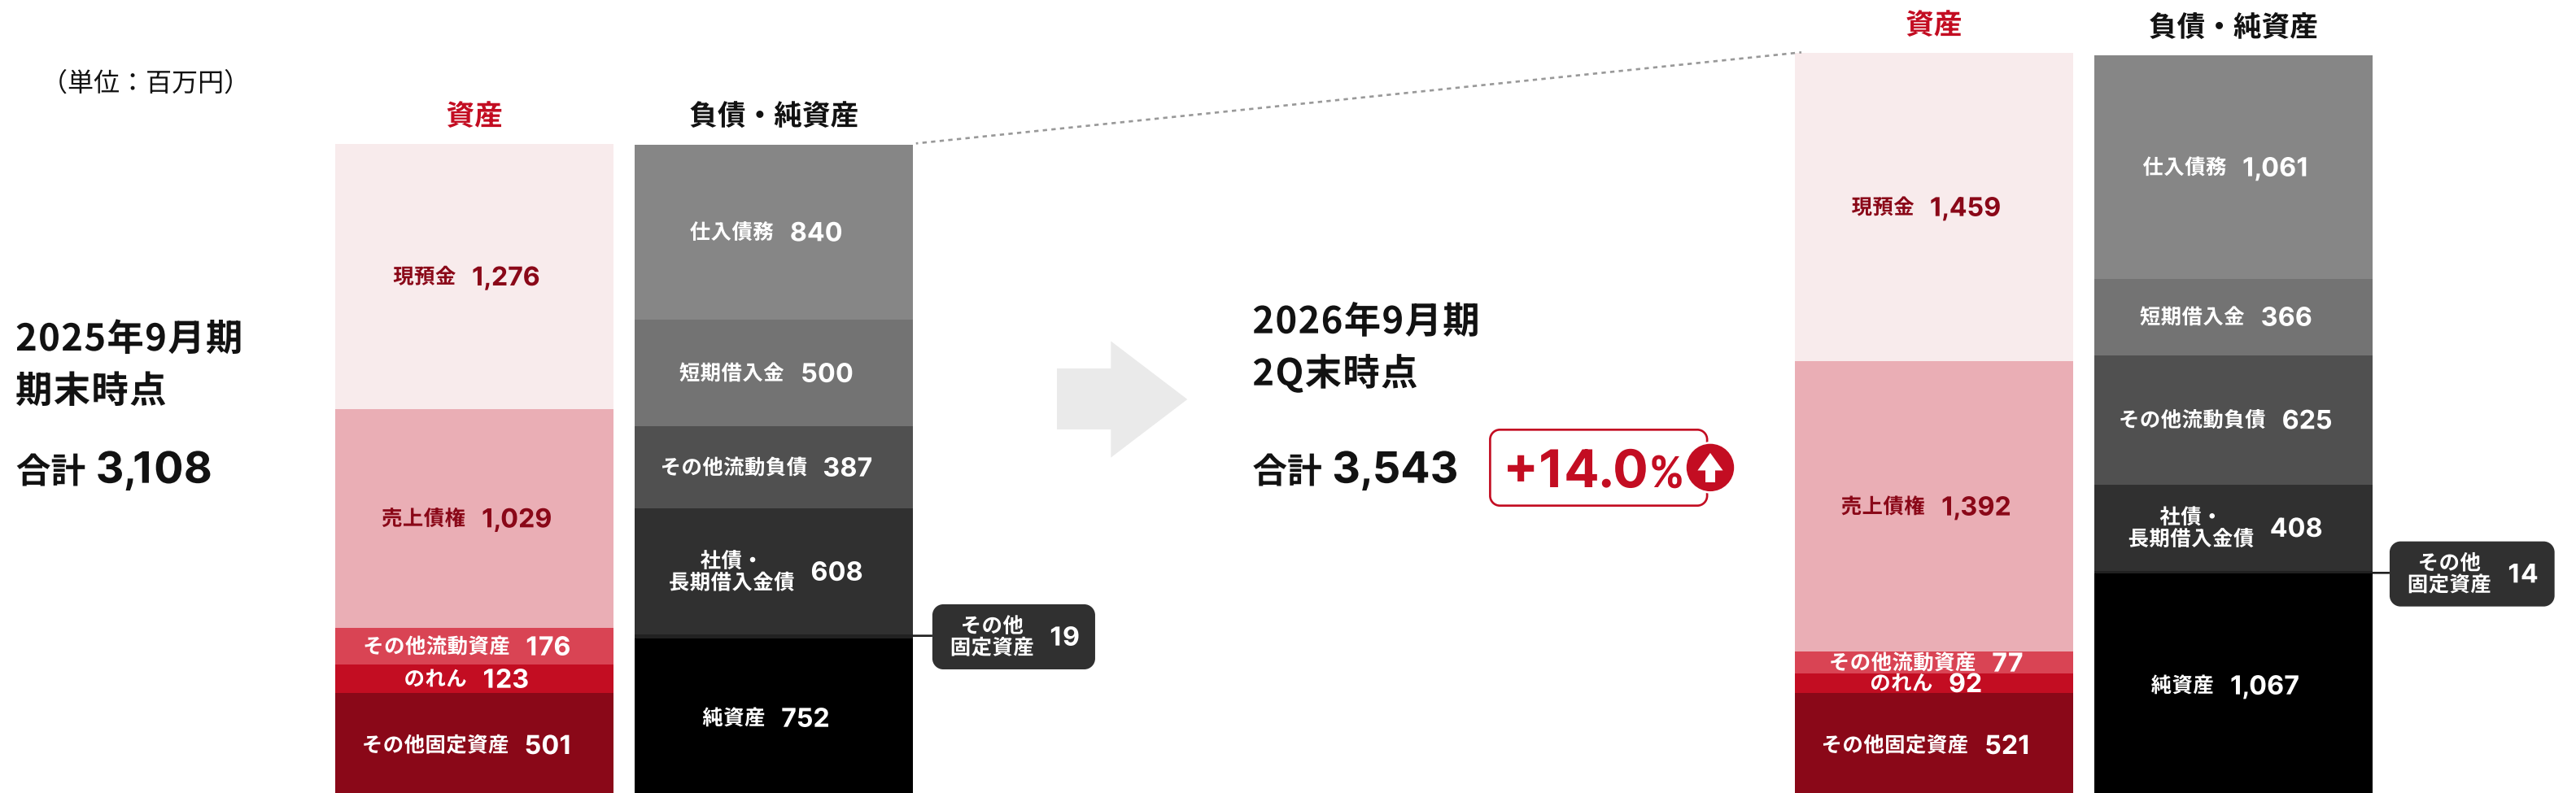 （単位：百万円）
2025年9月期
期末時点
合計 3,108
資産
現預金 1,276
売上債権 1,029
その他流動資産 176
のれん 123
その他固定資産 501
負債・純資産
仕入債務 840
短期借入金 500
その他流動負債 387
社債・
長期借入金債 608
その他
固定資産 19
純資産 752
2026年9月期
2Q末時点
合計 3,543
+14.0%
資産
現預金 1,459
売上債権 1,392
その他流動資産 77
のれん 92
その他固定資産 521
負債・純資産
仕入債務 1,061
短期借入金 366
その他流動負債 625
社債・
長期借入金債 408
その他
固定資産 14
純資産 1,067